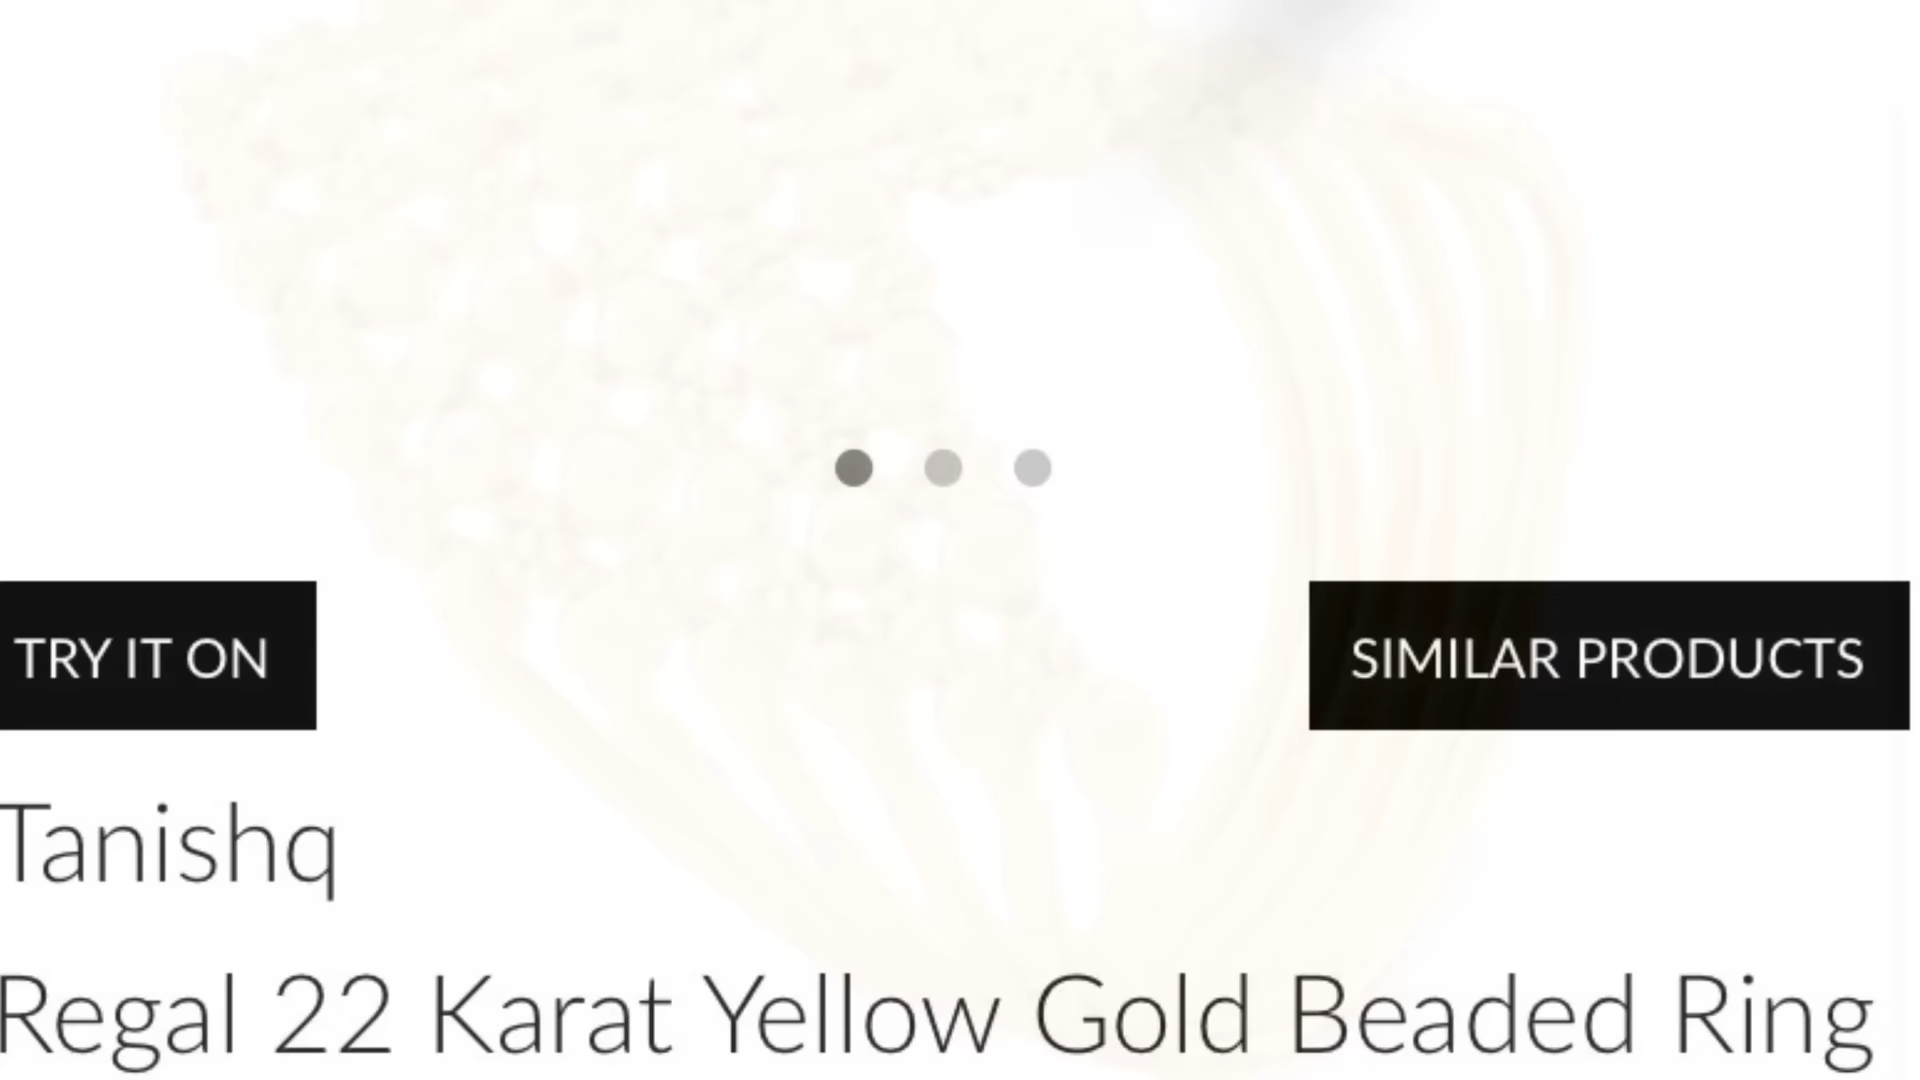 TRY IT ON
SIMILAR PRODUCTS
Tanishq
Regal 22 Karat Yellow Gold Beaded Ring